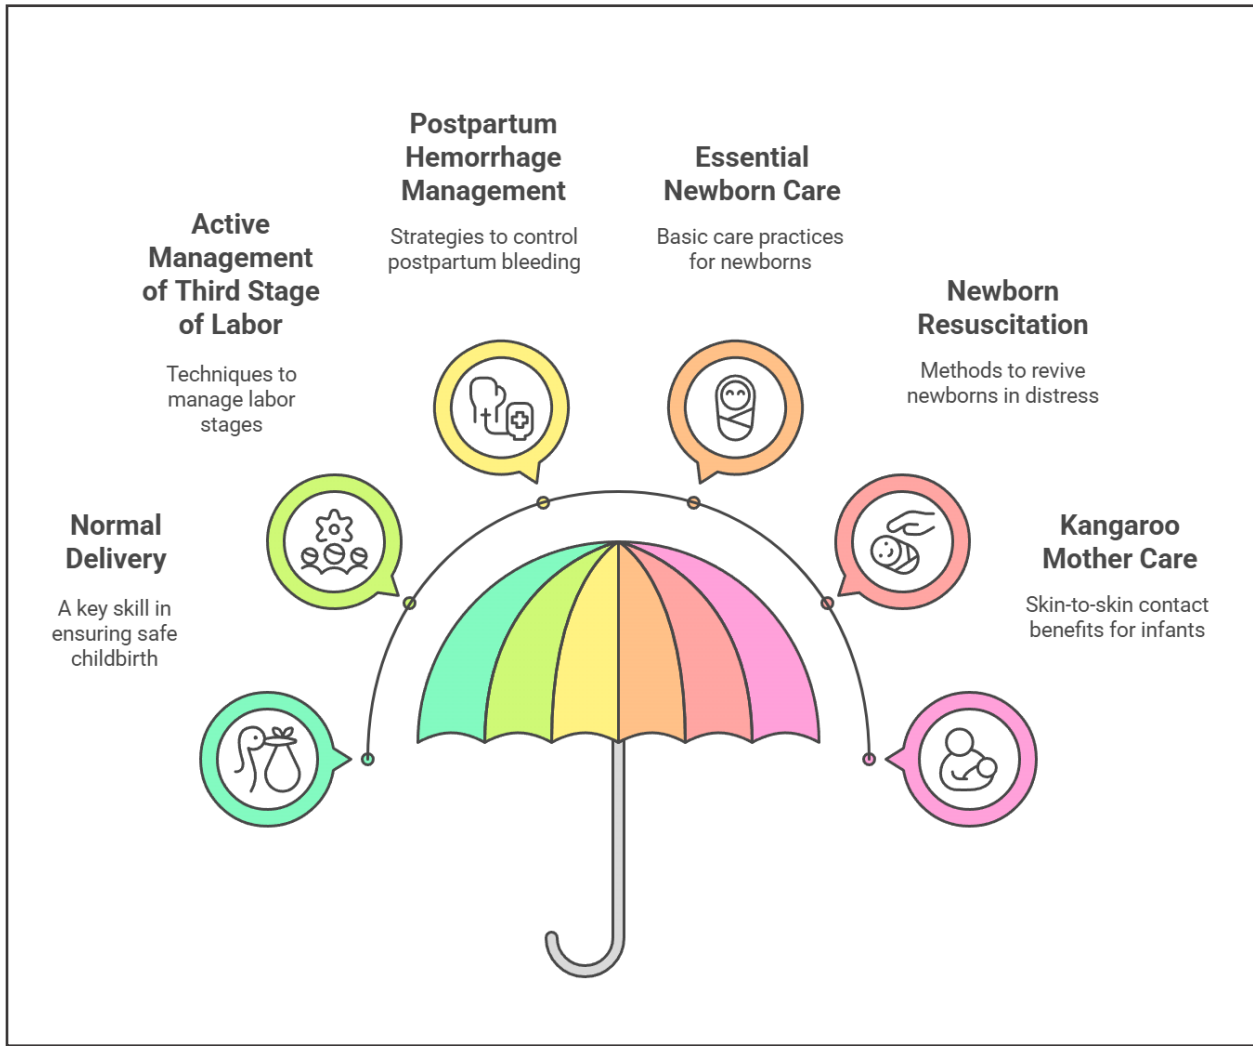 Postpartum
Hemorrhage
Management
Strategies to control
postpartum bleeding
Essential
Newborn Care
Basic care practices
for newborns
Active
Management
of Third Stage
of Labor
Techniques to
manage labor
stages
Newborn
Resuscitation
Methods to revive
newborns in distress
Normal
Delivery
A key skill in
ensuring safe
childbirth
Kangaroo
Mother Care
Skin-to-skin contact
benefits for infants